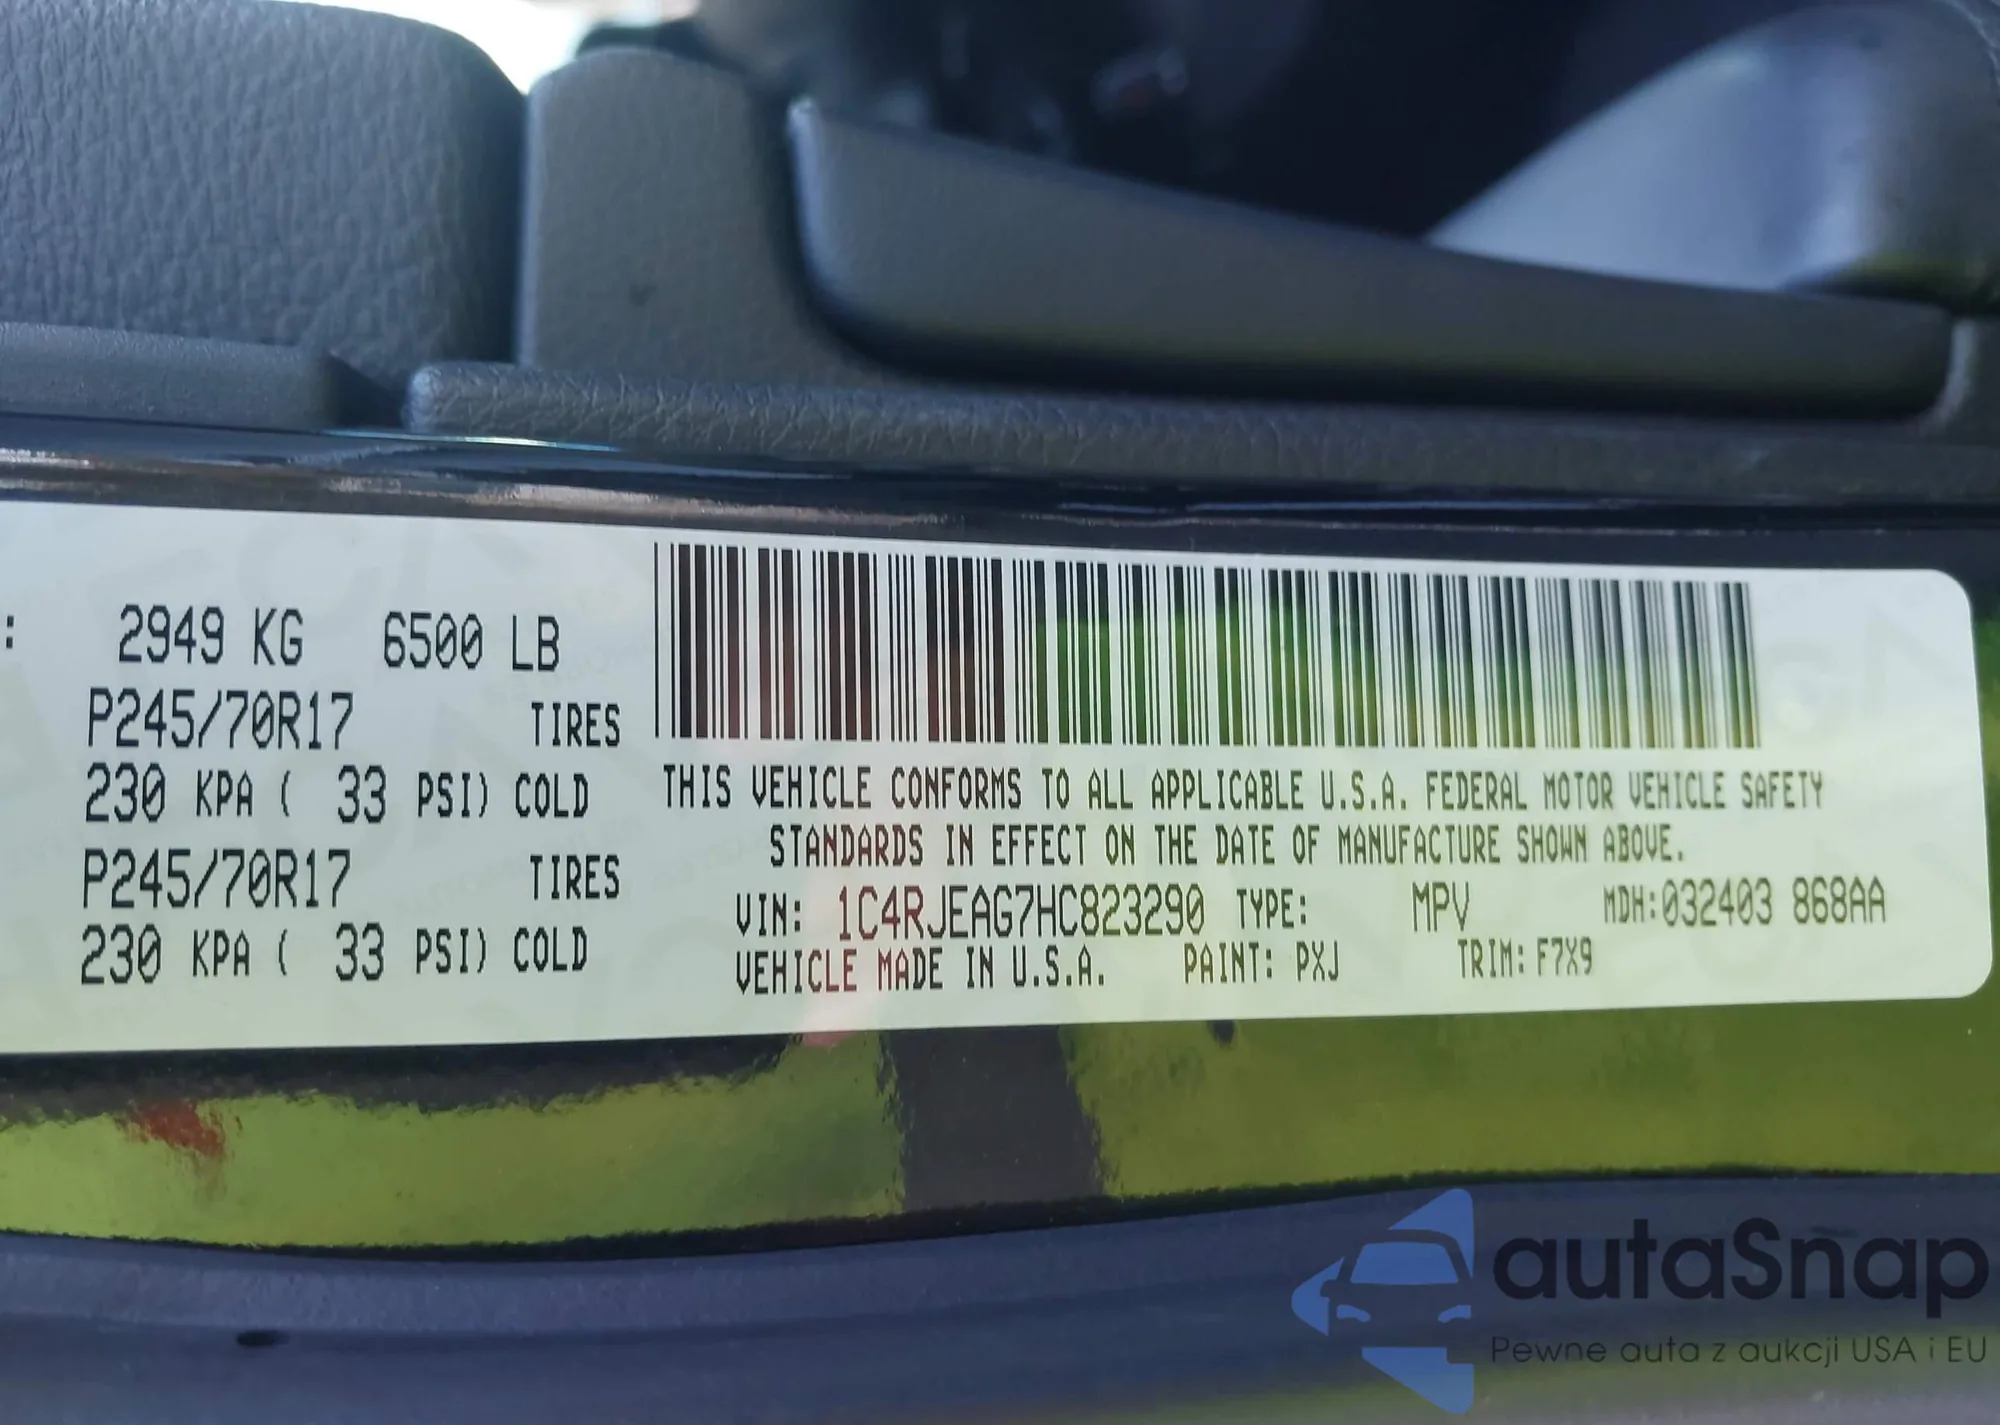 : 2949 KG 6500 LB
P245/70R17 TIRES
230 KPA ( 33 PSI) COLD
P245/70R17 TIRES
230 KPA ( 33 PSI) COLD
THIS VEHICLE CONFORMS TO ALL APPLICABLE U.S.A. FEDERAL MOTOR VEHICLE SAFETY
STANDARDS IN EFFECT ON THE DATE OF MANUFACTURE SHOWN ABOVE.
VIN: 1C4RJEAG7HC823290 TYPE: MPV MDH:032403 868AA
VEHICLE MADE IN U.S.A. PAINT: PXJ TRIM: F7X9
autaSnap
Pewne auta z aukcji USA i EU